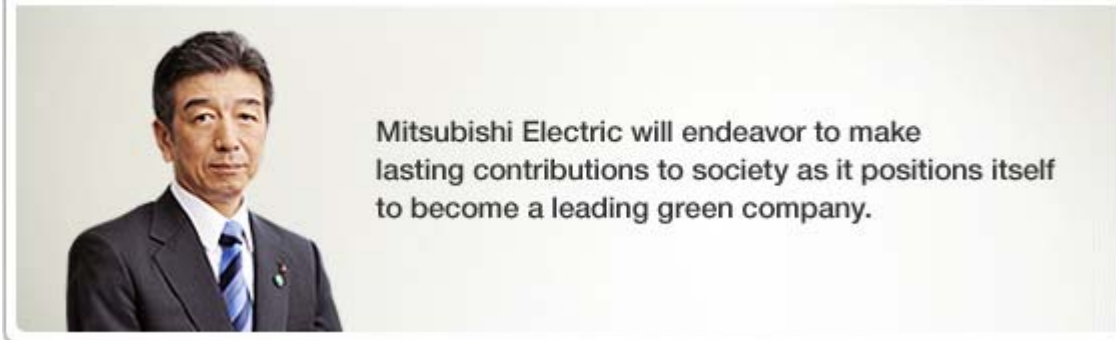 Mitsubishi Electric will endeavor to make
lasting contributions to society as it positions itself
to become a leading green company.